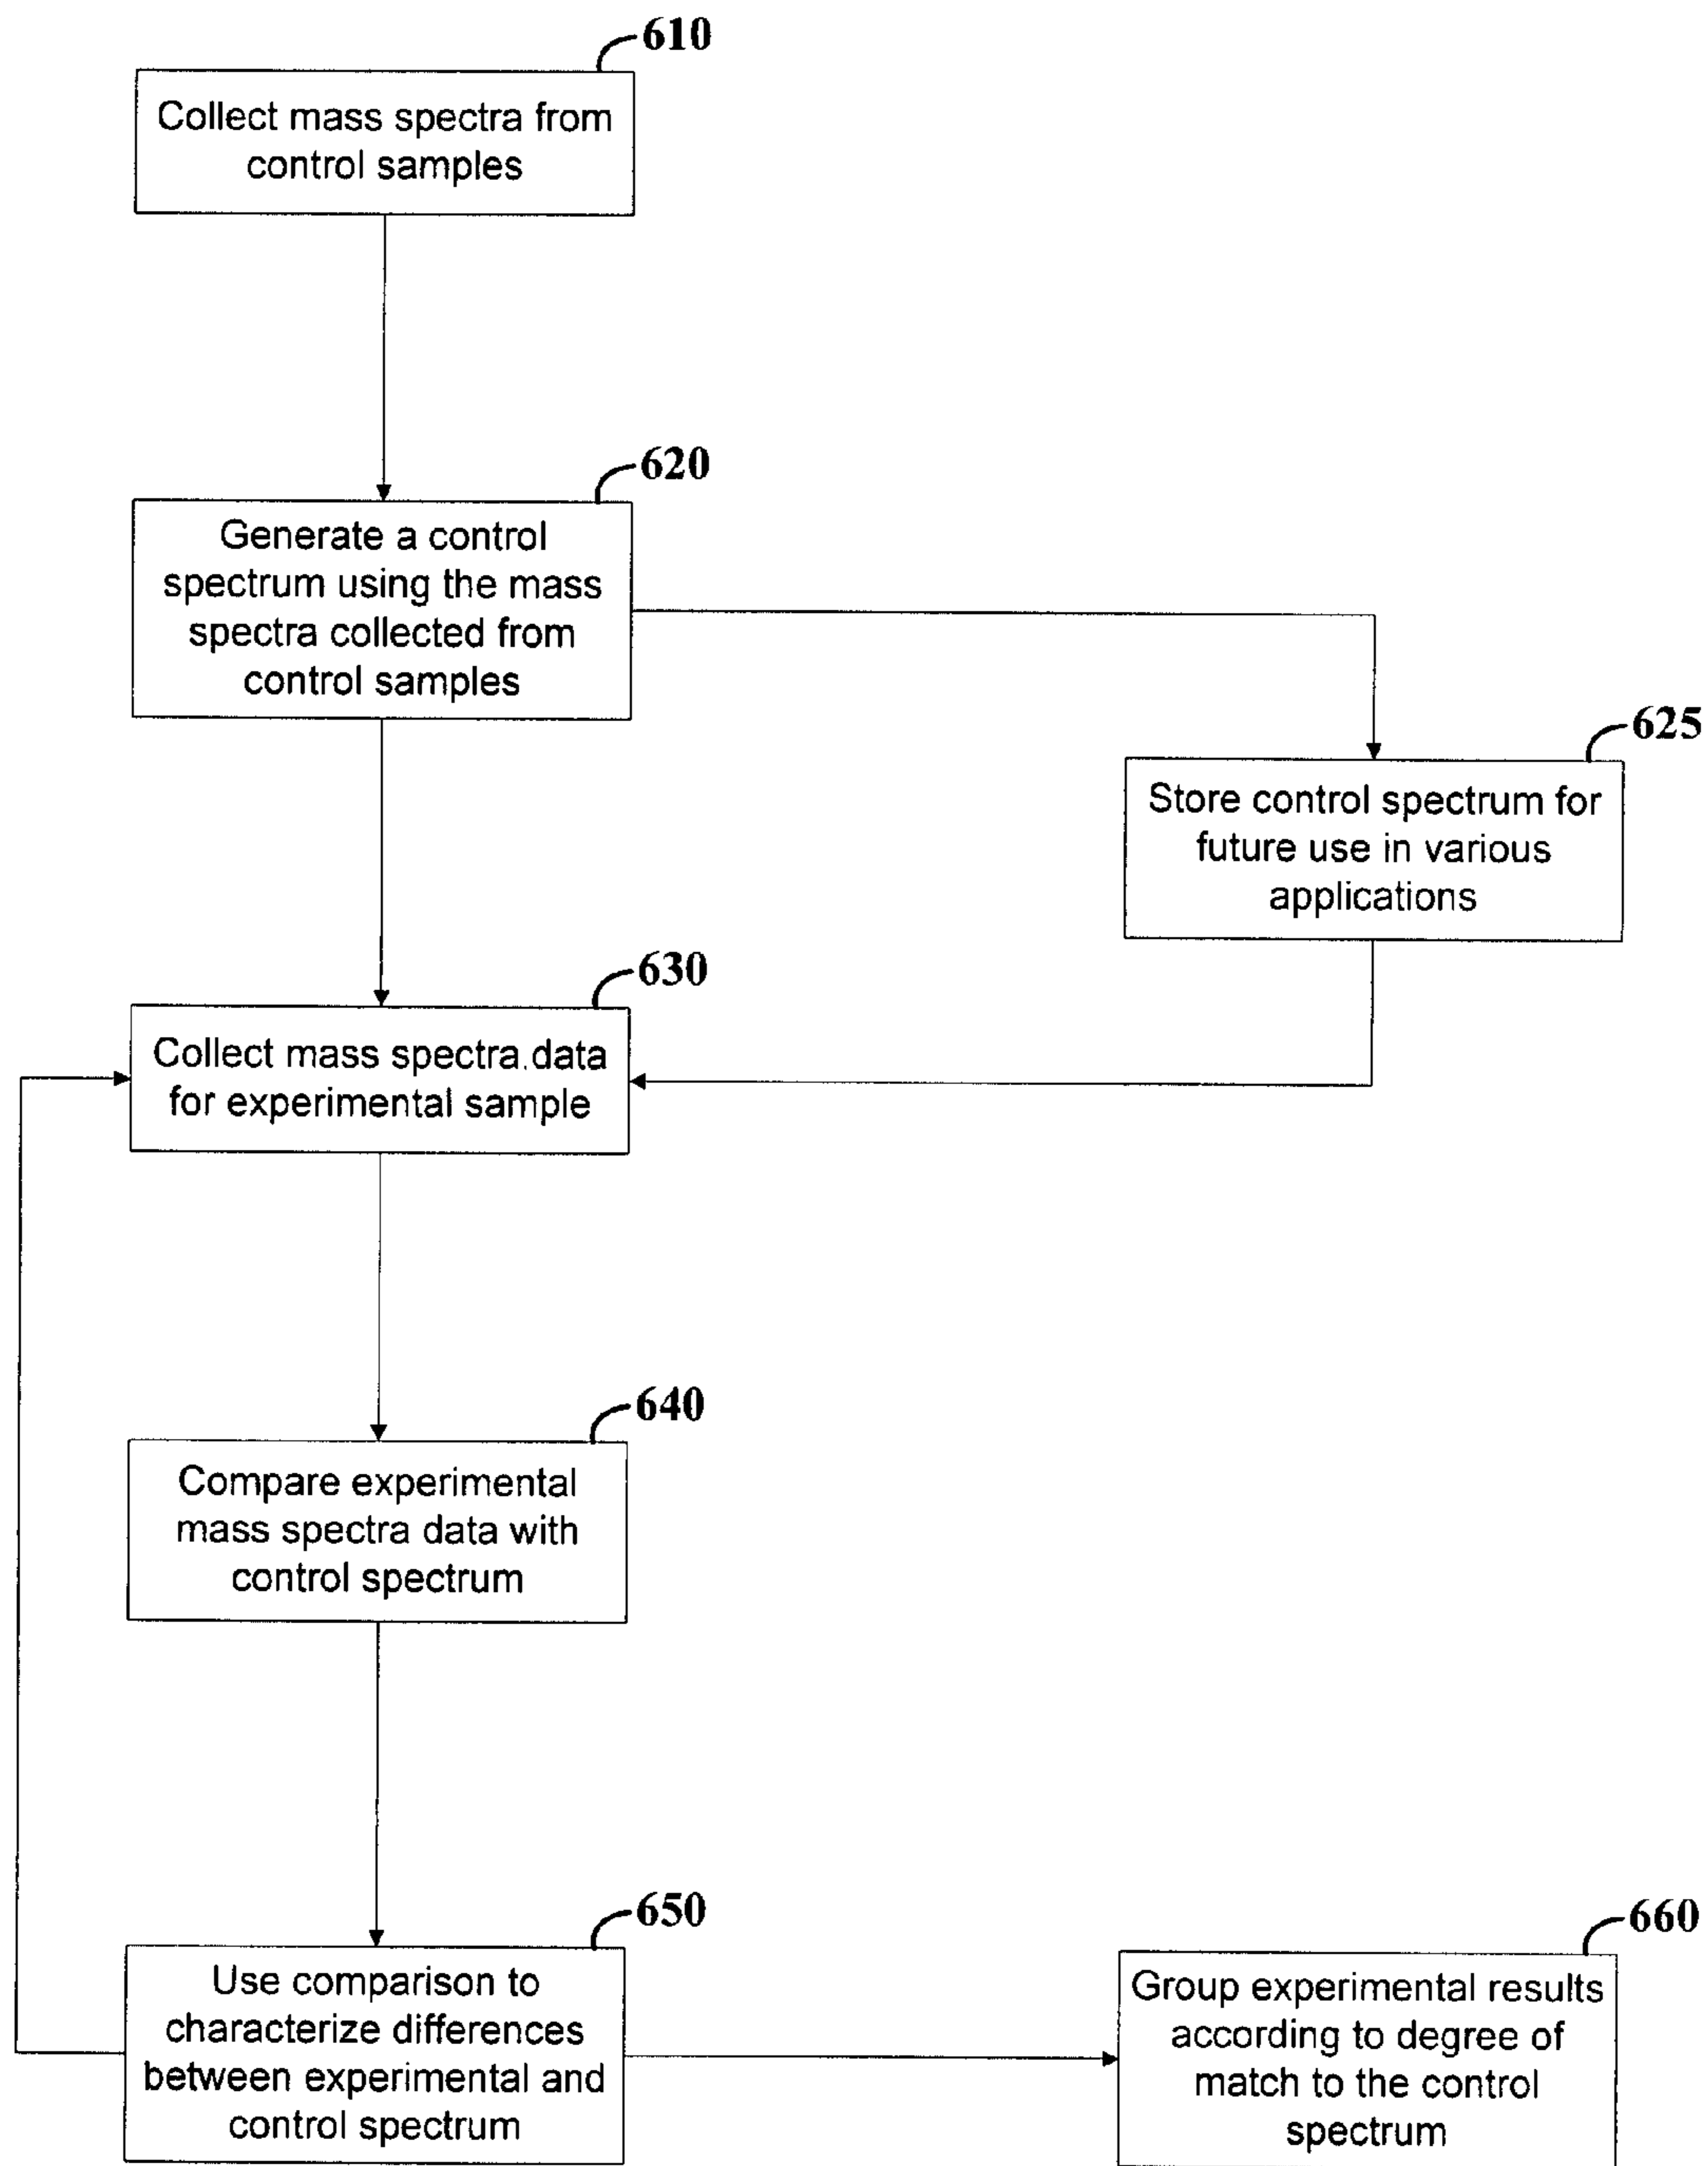 610
Collect mass spectra from
control samples
620
Generate a control
spectrum using the mass
spectra collected from
control samples
625
Store control spectrum for
future use in various
applications
630
Collect mass spectra data
for experimental sample
640
Compare experimental
mass spectra data with
control spectrum
650
Use comparison to
characterize differences
between experimental and
control spectrum
660
Group experimental results
according to degree of
match to the control
spectrum